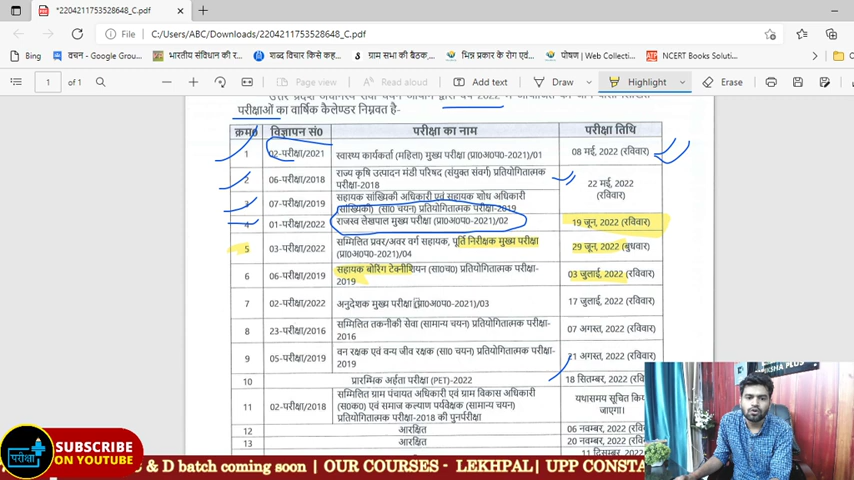 *2204211753528648_C.pdf
File C:/Users/ABC/Downloads/2204211753528648_C.pdf
Bing वचन - Google Grou... भारतीय संविधान की र... शब्द विचार किसे कह... ग्राम सभा की बैठक,... भिन्न प्रकार के रोग एवं... पोषण | Web Collecti... NCERT Books Soluti...
1 of 1 Page view Read aloud Add text Draw Highlight Erase
परीक्षाओं का वार्षिक कैलेण्डर निम्नवत है-
क्रम0 विज्ञापन सं0 परीक्षा का नाम परीक्षा तिथि
1 02-परीक्षा/2021 स्वास्थ्य कार्यकर्ता (महिला) मुख्य परीक्षा (प्रा0अ0प0-2021)/01 08 मई, 2022 (रविवार)
2 06-परीक्षा/2018 राज्य कृषि उत्पादन मंडी परिषद (संयुक्त संवर्ग) प्रतियोगितात्मक
परीक्षा-2018 22 मई, 2022
(रविवार)
3 07-परीक्षा/2019 सहायक सांख्यिकी अधिकारी एवं सहायक शोध अधिकारी
(सांख्यिकी) (सा0 चयन) प्रतियोगितात्मक परीक्षा-2019
4 01-परीक्षा/2022 राजस्व लेखपाल मुख्य परीक्षा (प्रा0अ0प0-2021)/02 19 जून, 2022 (रविवार)
5 03-परीक्षा/2022 सम्मिलित प्रवर/अवर वर्ग सहायक, पूर्ति निरीक्षक मुख्य परीक्षा
(प्रा0अ0प0-2021)/04 29 जून, 2022 (बुधवार)
6 06-परीक्षा/2019 सहायक बोरिंग टेक्नीशियन (सा0च0) प्रतियोगितात्मक परीक्षा-
2019 03 जुलाई, 2022 (रविवार)
7 02-परीक्षा/2022 अनुदेशक मुख्य परीक्षा (प्रा0अ0प0-2021)/03 17 जुलाई, 2022 (रविवार)
8 23-परीक्षा/2016 सम्मिलित तकनीकी सेवा (सामान्य चयन) प्रतियोगितात्मक
परीक्षा-2016 07 अगस्त, 2022 (रविवार)
9 05-परीक्षा/2019 वन रक्षक एवं वन्य जीव रक्षक (सा0 चयन) प्रतियोगितात्मक
परीक्षा-2019 21 अगस्त, 2022 (रविवार)
10 प्रारम्भिक अर्हता परीक्षा (PET)-2022 18 सितम्बर, 2022 (रवि
11 02-परीक्षा/2018 सम्मिलित ग्राम पंचायत अधिकारी एवं ग्राम विकास अधिकारी
(स0क0) एवं समाज कल्याण पर्यवेक्षक (सामान्य चयन)
प्रतियोगितात्मक परीक्षा-2018 की पुनर्परीक्षा यथासमय सूचित किय
जाएगा।
12 आरक्षित 06 नवम्बर, 2022 (र
13 आरक्षित 20 नवम्बर, 2022 (र
11 दिसम्बर, 20
परीक्षा
SUBSCRIBE
ON YOUTUBE
& D batch coming soon | OUR COURSES - LEKHPAL| UPP CONSTA